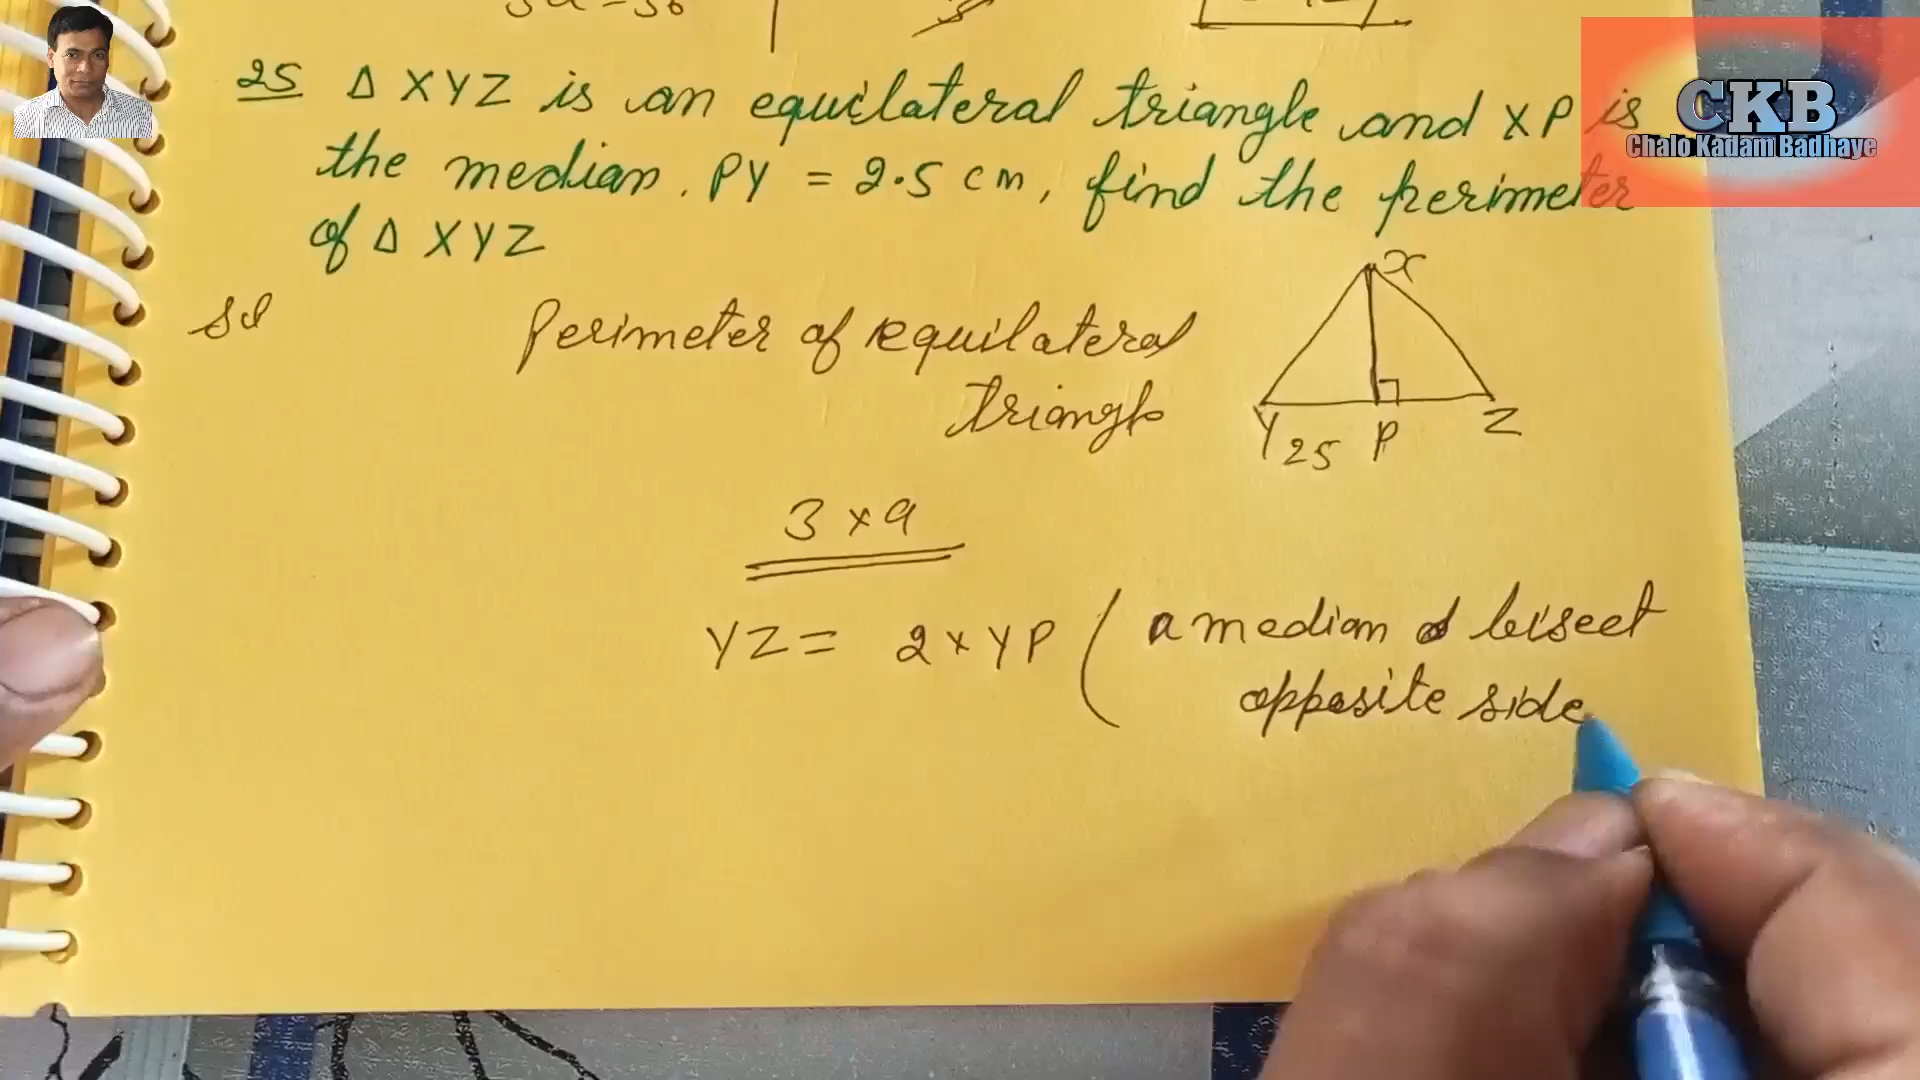 25 Δ XYZ is an equilateral triangle and XP is
the median. PY = 2.5 cm, find the perimeter
of Δ XYZ
Sol
Perimeter of equilateral
triangle
X
Y 25 P Z
3 × a
YZ = 2 × YP ( a median bisect
opposite side
CKB
Chalo Kadam Badhaye